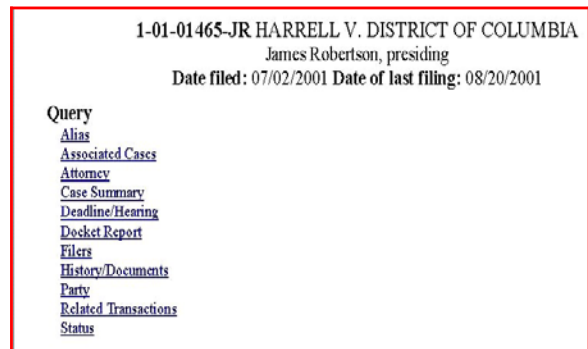 1-01-01465-JR HARRELL V. DISTRICT OF COLUMBIA
James Robertson, presiding
Date filed: 07/02/2001 Date of last filing: 08/20/2001
Query
Alias
Associated Cases
Attorney
Case Summary
Deadline/Hearing
Docket Report
Filers
History/Documents
Party
Related Transactions
Status